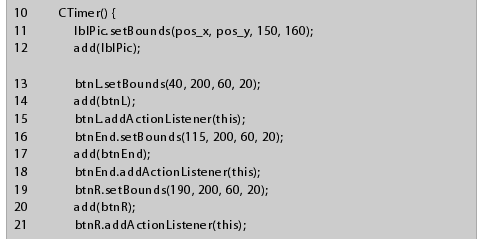 10 CTimer() {
11 lblPic.setBounds(pos_x, pos_y, 150, 160);
12 add(lblPic);
13 btnL.setBounds(40, 200, 60, 20);
14 add(btnL);
15 btnL.addActionListener(this);
16 btnEnd.setBounds(115, 200, 60, 20);
17 add(btnEnd);
18 btnEnd.addActionListener(this);
19 btnR.setBounds(190, 200, 60, 20);
20 add(btnR);
21 btnR.addActionListener(this);